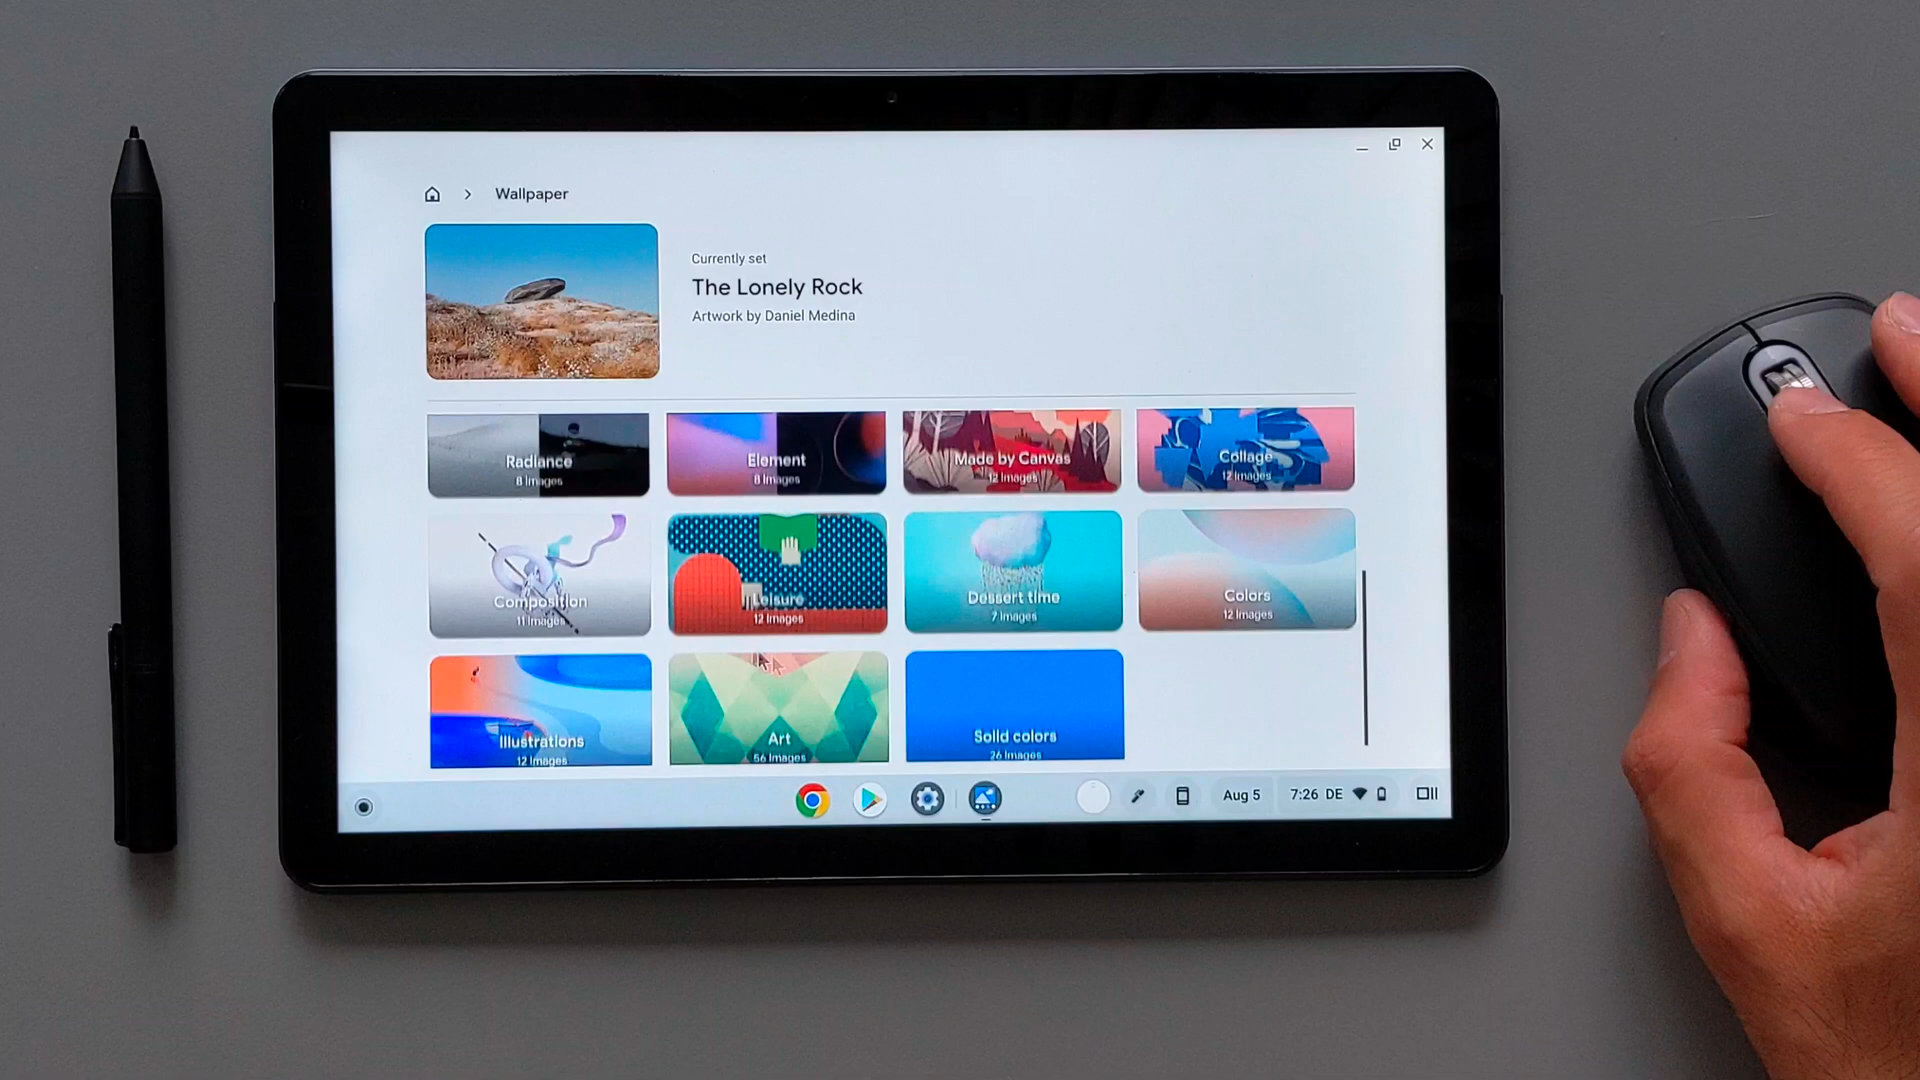 Wallpaper
Currently set
The Lonely Rock
Artwork by Daniel Medina
Radiance
8 Images
Element
8 Images
Made by Canvas
12 Images
Collage
12 Images
Composition
11 Images
Leisure
12 Images
Dessert time
7 Images
Colors
12 Images
Illustrations
12 Images
Art
56 Images
Solid colors
26 Images
Aug 5
7:26 DE